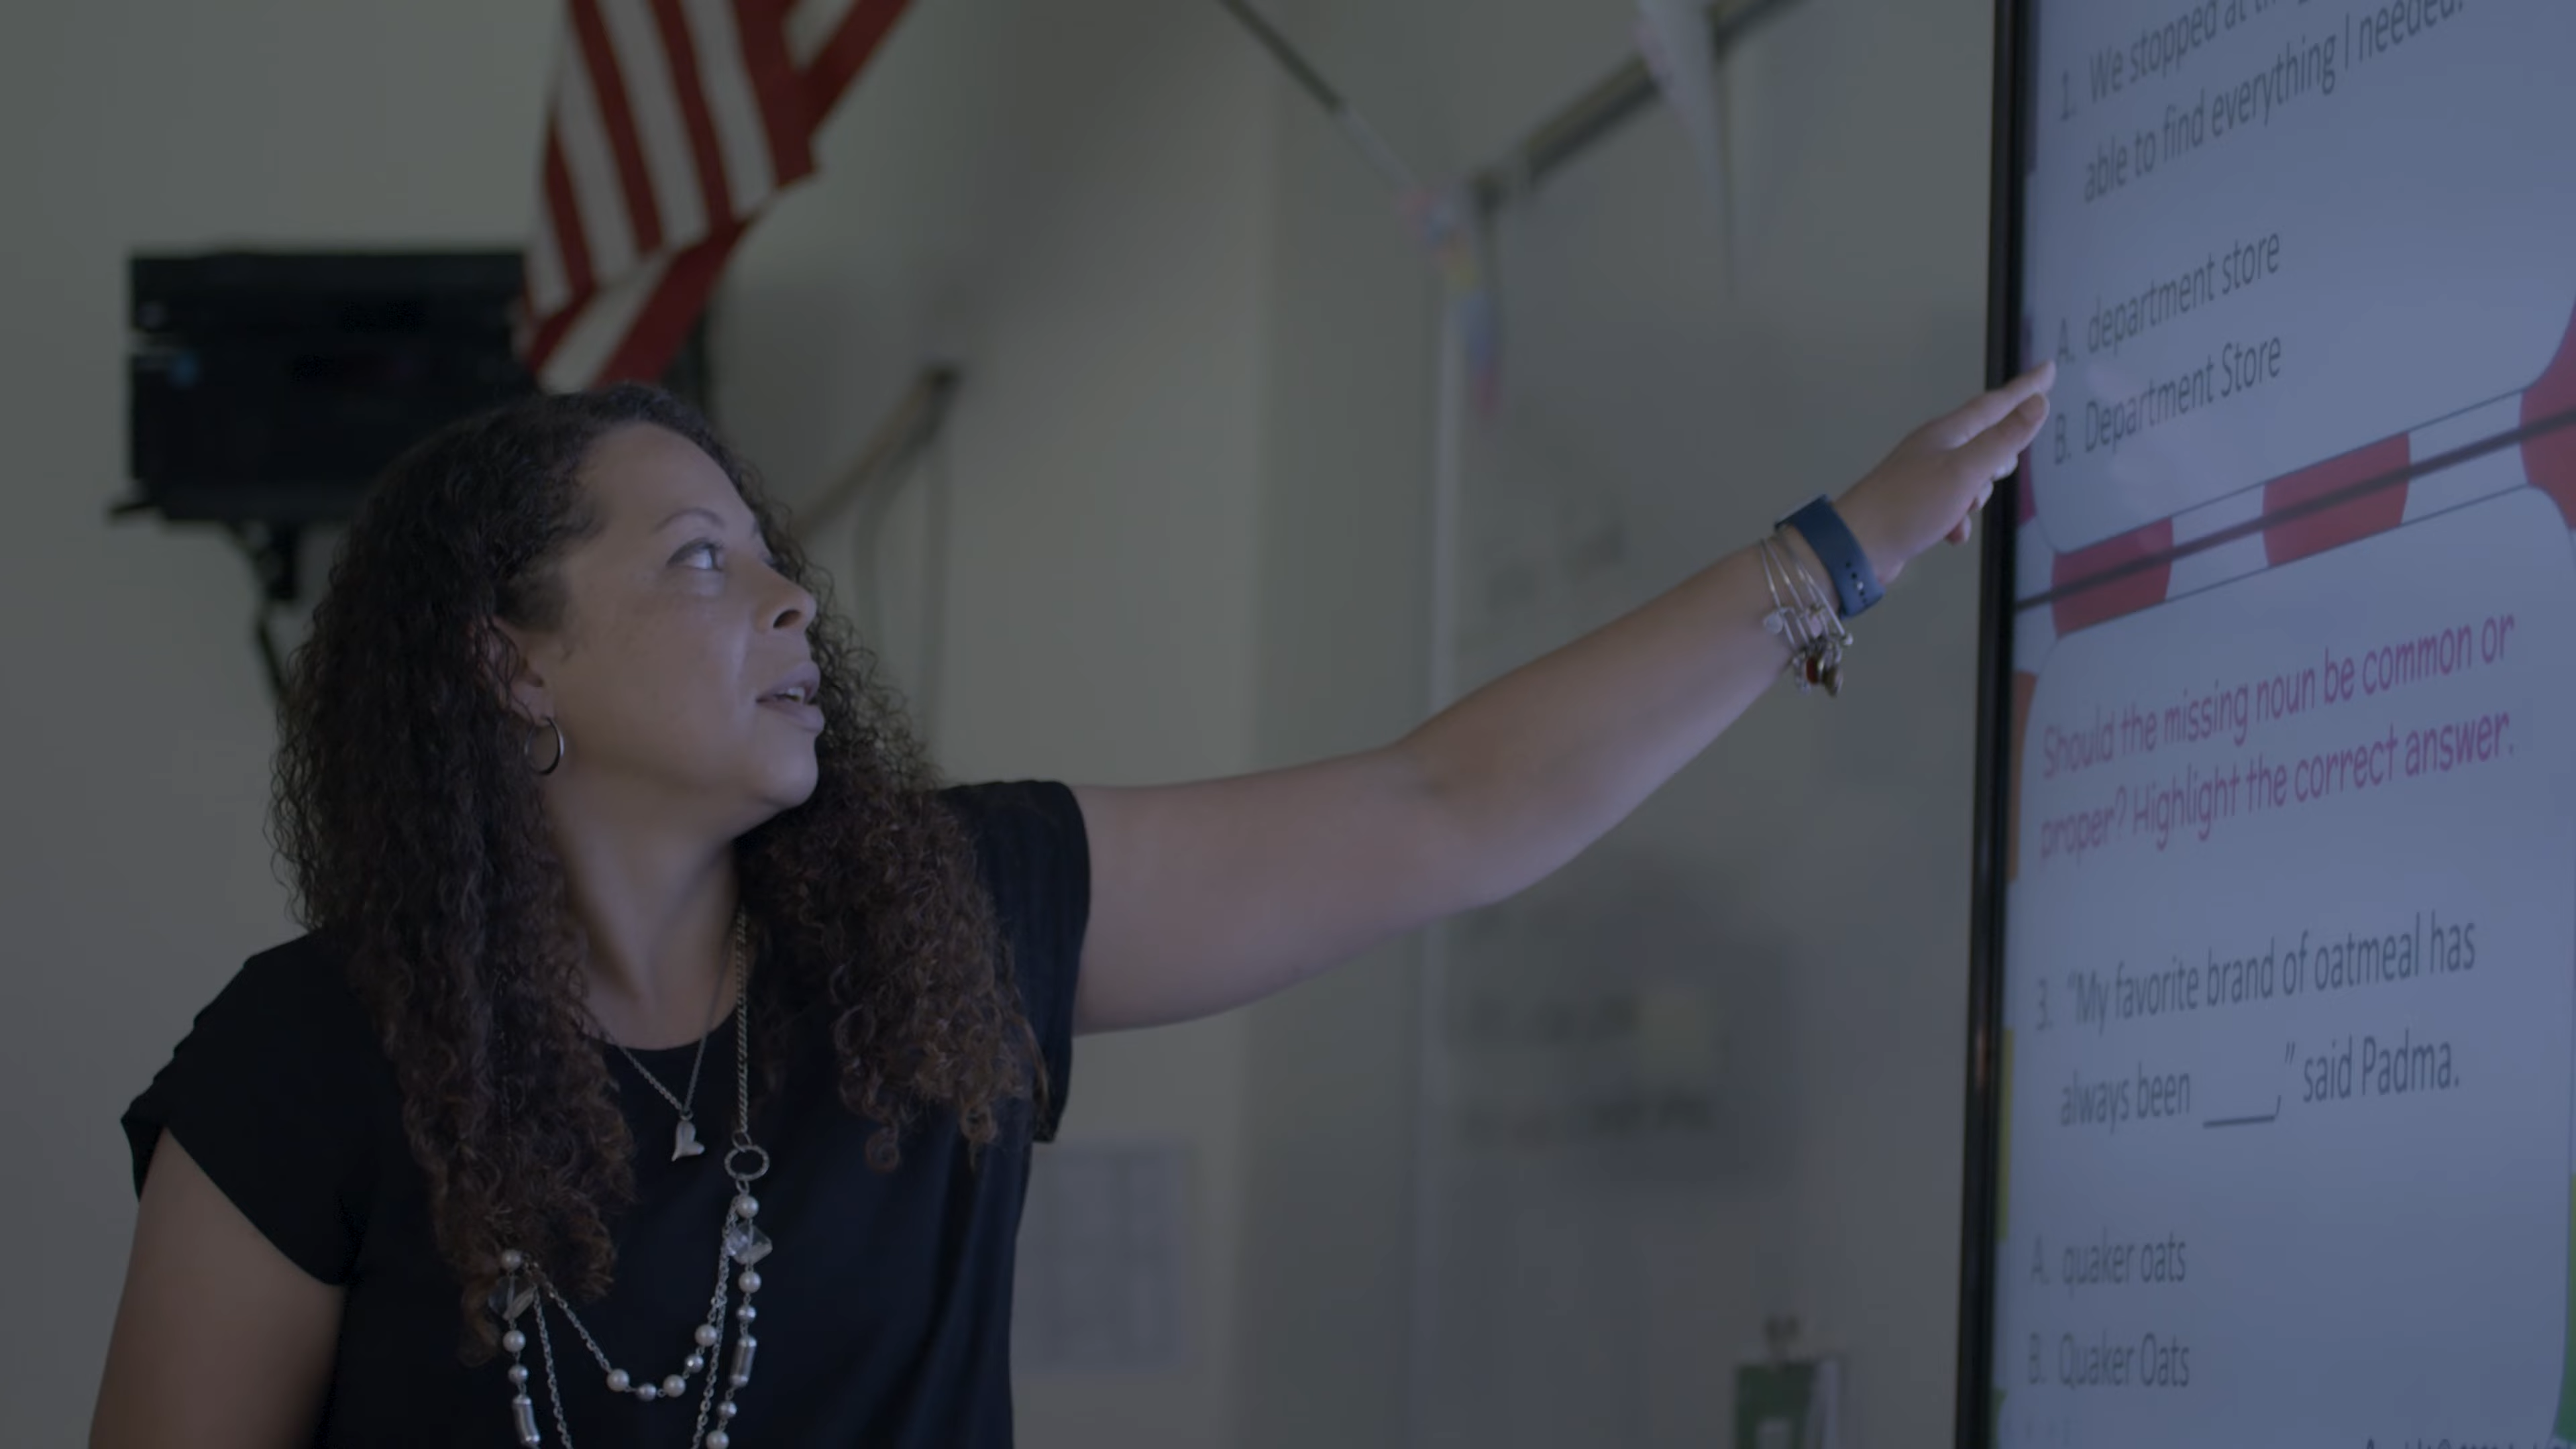 1. We stopped at
able to find everything I needed.
A. department store
B. Department Store
Should the missing noun be common or
proper? Highlight the correct answer.
3. “My favorite brand of oatmeal has
always been _____,” said Padma.
A. quaker oats
B. Quaker Oats